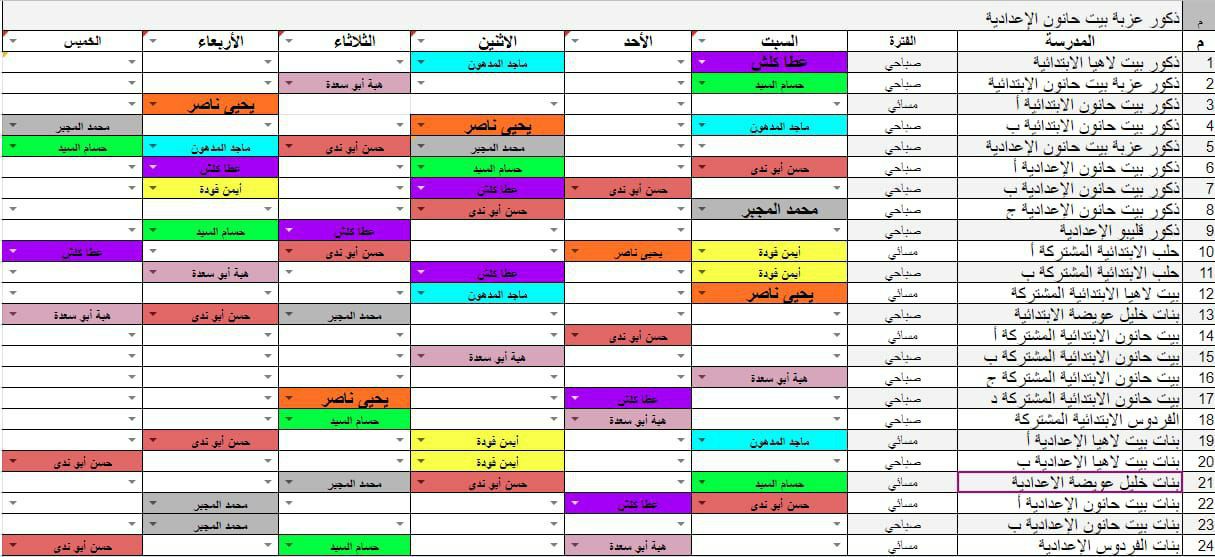 م ذكور عزبة بيت حانون الإعدادية
م المدرسة الفترة السبت الأحد الاثنين الثلاثاء الأربعاء الخميس
1 ذكور بيت لاهيا الابتدائية صباحي عطا كلش ماجد المدهون
2 ذكور عزبة بيت حانون الإبتدائية صباحي حسام السيد هبة أبو سعدة
3 ذكور بيت حانون الابتدائية أ مسائي يحيى ناصر
4 ذكور بيت حانون الابتدائية ب صباحي ماجد المدهون يحيى ناصر محمد المجبر
5 ذكور عزبة بيت حانون الإعدادية صباحي محمد المجبر حسن أبو ندى ماجد المدهون حسام السيد
6 ذكور بيت حانون الإعدادية أ صباحي حسن أبو ندى حسام السيد عطا كلش
7 ذكور بيت حانون الإعدادية ب صباحي حسن أبو ندى عطا كلش أيمن فودة
8 ذكور بيت حانون الإعدادية ج صباحي محمد المجبر حسن أبو ندى
9 ذكور قليبو الإعدادية صباحي عطا كلش حسام السيد
10 حلب الابتدائية المشتركة أ مسائي أيمن فودة يحيى ناصر حسن أبو ندى عطا كلش
11 حلب الابتدائية المشتركة ب صباحي أيمن فودة عطا كلش هبة أبو سعدة
12 بيت لاهيا الابتدائية المشتركة مسائي يحيى ناصر ماجد المدهون
13 بنات خليل عويضة الابتدائية صباحي محمد المجبر حسن أبو ندى هبة أبو سعدة
14 بيت حانون الابتدائية المشتركة أ مسائي حسن أبو ندى
15 بيت حانون الابتدائية المشتركة ب صباحي هبة أبو سعدة
16 بيت حانون الابتدائية المشتركة ج صباحي هبة أبو سعدة
17 بيت حانون الابتدائية المشتركة د صباحي عطا كلش يحيى ناصر
18 الفردوس الابتدائية المشتركة صباحي هبة أبو سعدة حسام السيد
19 بنات بيت لاهيا الإعدادية أ مسائي ماجد المدهون أيمن فودة حسن أبو ندى
20 بنات بيت لاهيا الإعدادية ب صباحي أيمن فودة حسن أبو ندى
21 بنات خليل عويضة الاعدادية مسائي حسام السيد حسن أبو ندى محمد المجبر
22 بنات بيت حانون الإعدادية أ مسائي حسام السيد عطا كلش محمد المجبر
23 بنات بيت حانون الإعدادية ب صباحي محمد المجبر
24 بنات الفردوس الإعدادية مسائي هبة أبو سعدة حسام السيد حسن أبو ندى